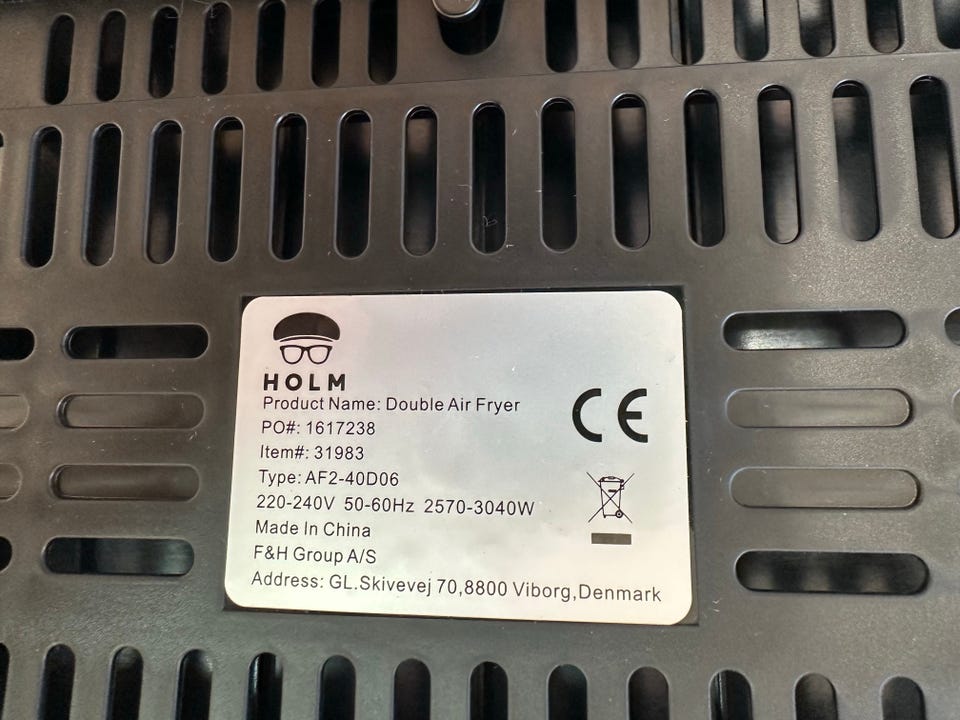 HOLM
Product Name: Double Air Fryer
PO#: 1617238
Item#: 31983
Type: AF2-40D06
220-240V 50-60Hz 2570-3040W
Made In China
F&H Group A/S
Address: GL.Skivevej 70,8800 Viborg,Denmark
CE